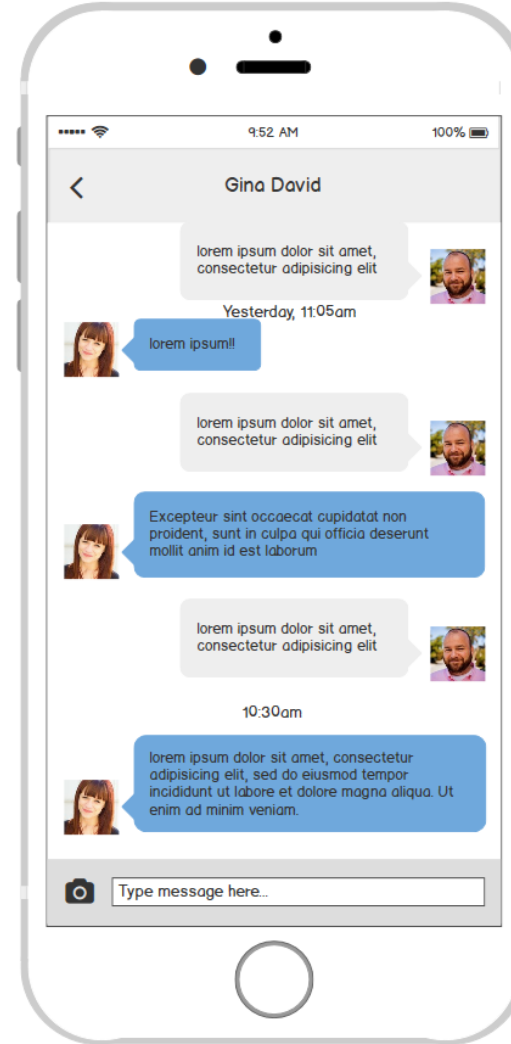 9:52 AM
100%
Gina David
lorem ipsum dolor sit amet,
consectetur adipisicing elit
Yesterday, 11:05am
lorem ipsum!!
lorem ipsum dolor sit amet,
consectetur adipisicing elit
Excepteur sint occaecat cupidatat non
proident, sunt in culpa qui officia deserunt
mollit anim id est laborum
lorem ipsum dolor sit amet,
consectetur adipisicing elit
10:30am
lorem ipsum dolor sit amet, consectetur
adipisicing elit, sed do eiusmod tempor
incididunt ut labore et dolore magna aliqua. Ut
enim ad minim veniam.
Type message here...